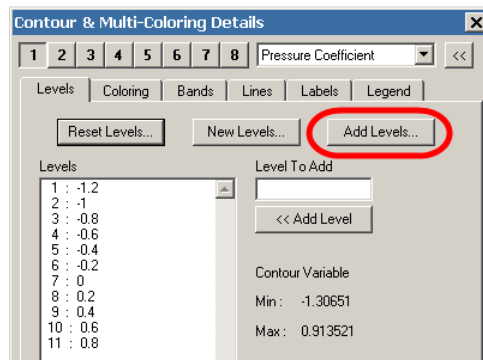 Contour & Multi-Coloring Details
1 2 3 4 5 6 7 8 Pressure Coefficient <<
Levels Coloring Bands Lines Labels Legend
Reset Levels... New Levels... Add Levels...
Levels Level To Add
1 : -1.2
2 : -1
3 : -0.8
4 : -0.6
5 : -0.4
6 : -0.2
7 : 0
8 : 0.2
9 : 0.4
10 : 0.6
11 : 0.8
<< Add Level
Contour Variable
Min : -1.30651
Max : 0.913521